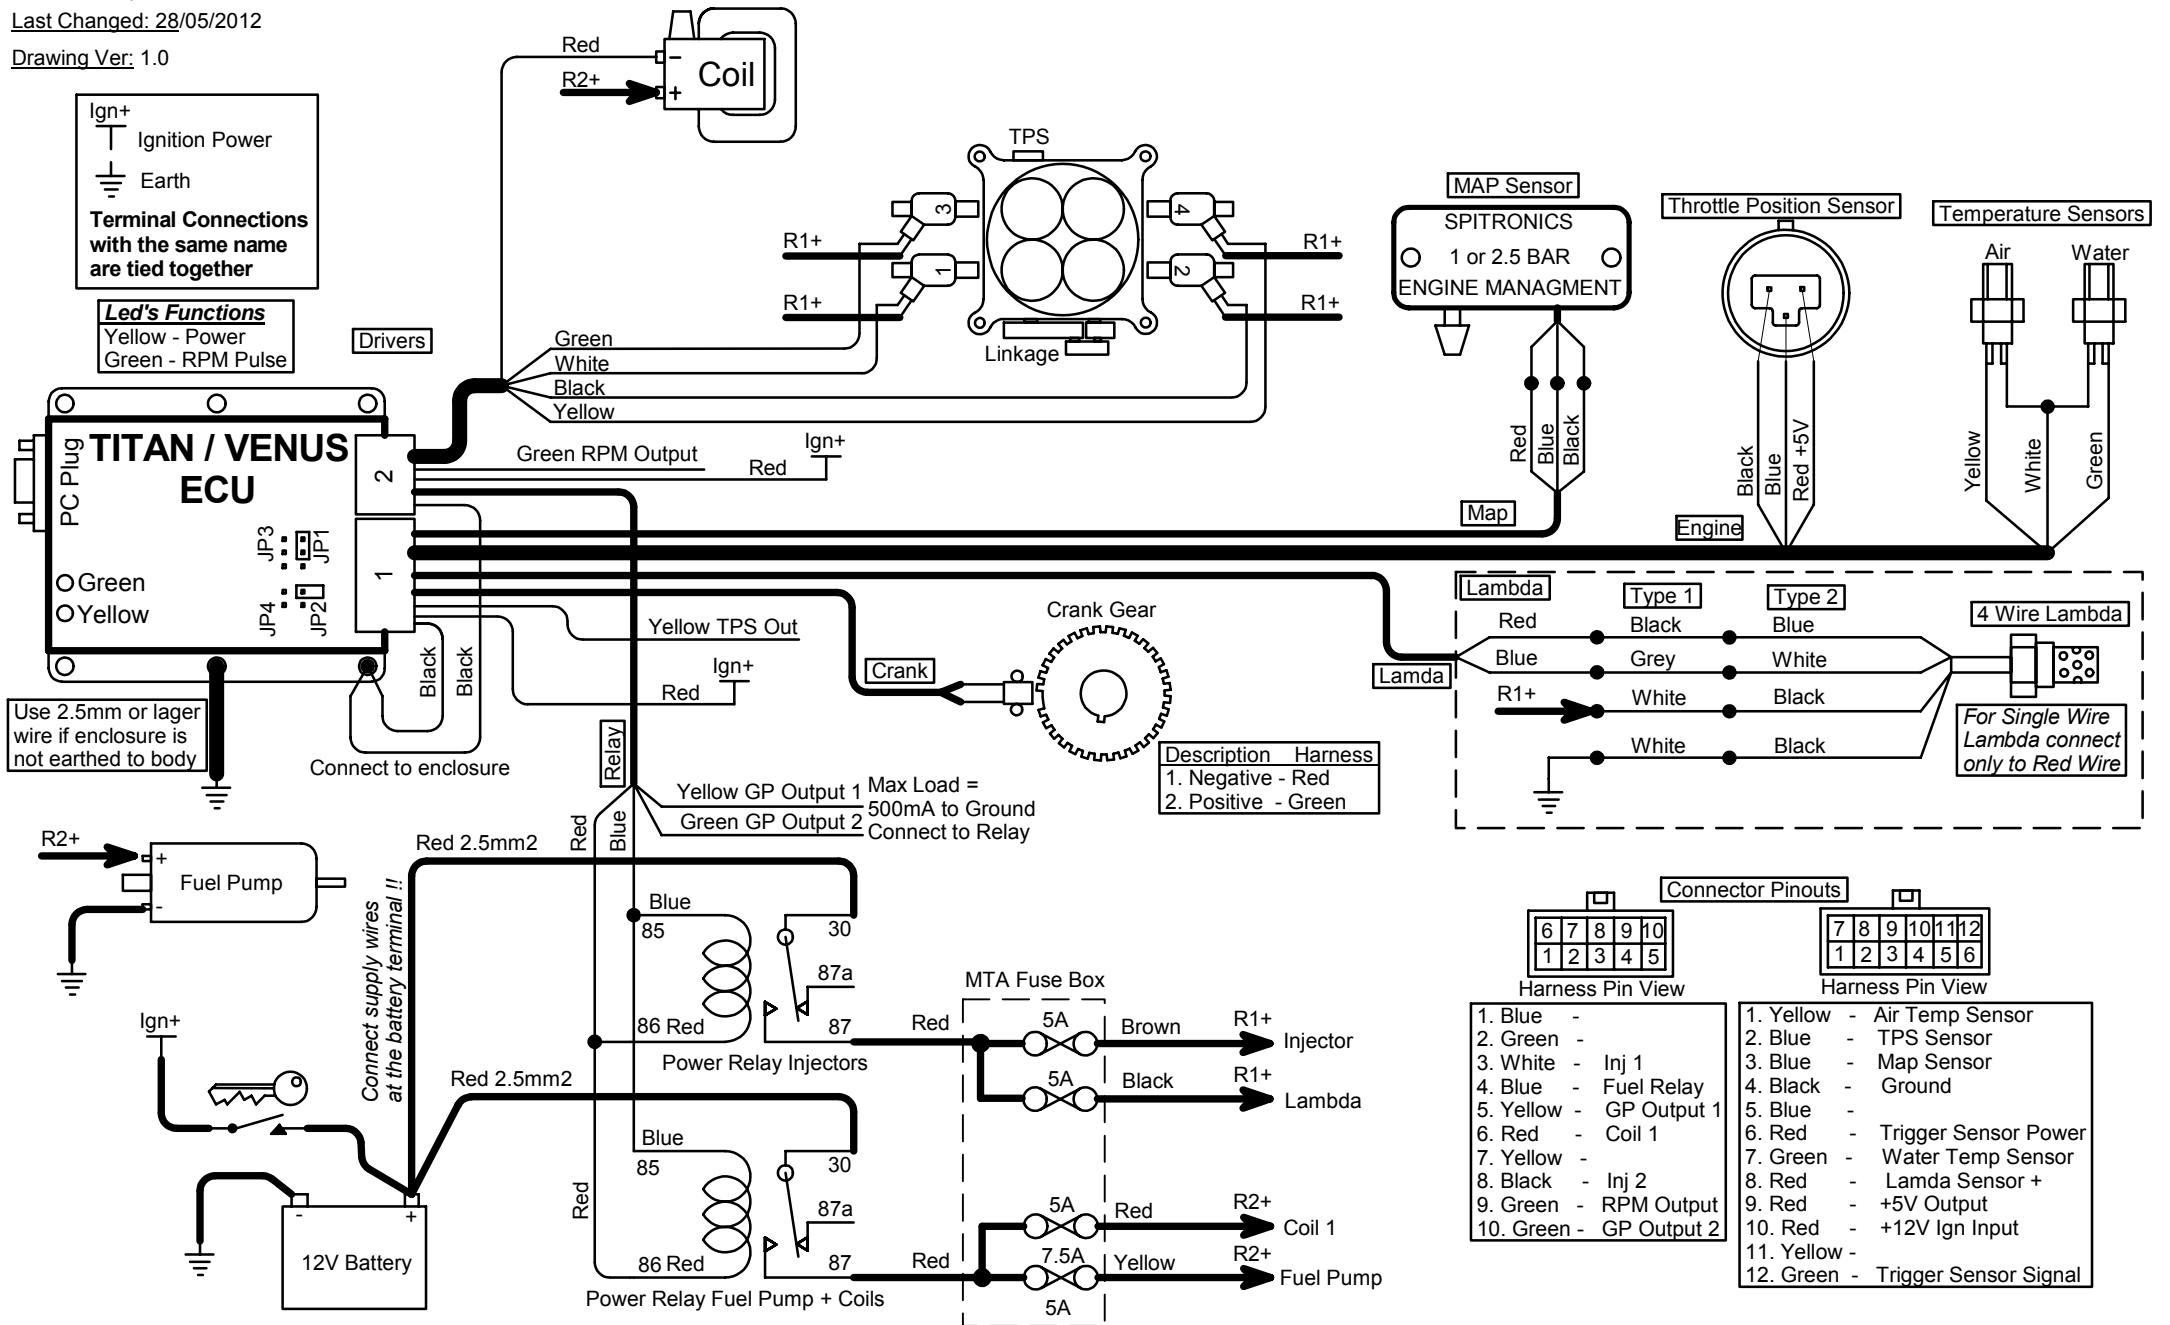 Last Changed: 28/05/2012
Drawing Ver: 1.0
Ign+
Ignition Power
Earth
Terminal Connections
with the same name
are tied together
Led's Functions
Yellow - Power
Green - RPM Pulse
Drivers
Red
R2+
-
+
Coil
TPS
3
1
4
2
R1+
R1+
R1+
R1+
Linkage
Green
White
Black
Yellow
MAP Sensor
SPITRONICS
1 or 2.5 BAR
ENGINE MANAGMENT
Red
Blue
Black
Map
Throttle Position Sensor
Black
Blue
Red +5V
Engine
Temperature Sensors
Air
Water
Yellow
White
Green
TITAN / VENUS
ECU
PC Plug
2
1
JP3
JP1
JP4
JP2
Green
Yellow
Green RPM Output
Red
Ign+
Black
Black
Yellow TPS Out
Red
Ign+
Use 2.5mm or lager
wire if enclosure is
not earthed to body
Connect to enclosure
Crank
Crank Gear
Description Harness
1. Negative - Red
2. Positive - Green
Lamda
Lambda
Type 1
Type 2
4 Wire Lambda
Red
Black
Blue
Blue
Grey
White
R1+
White
Black
White
Black
For Single Wire
Lambda connect
only to Red Wire
Relay
Yellow GP Output 1
Green GP Output 2
Max Load =
500mA to Ground
Connect to Relay
Red
Blue
R2+
+
-
Fuel Pump
Red 2.5mm2
Connect supply wires
at the battery terminal !!
Blue
85
30
87a
86 Red
87
Power Relay Injectors
Red
MTA Fuse Box
5A
Brown
R1+
Injector
5A
Black
R1+
Lambda
Ign+
Red 2.5mm2
Blue
85
30
87a
Red
86 Red
87
Power Relay Fuel Pump + Coils
Red
5A
Red
R2+
Coil 1
7.5A
Yellow
R2+
Fuel Pump
5A
-
+
12V Battery
Connector Pinouts
6 7 8 9 10
1 2 3 4 5
Harness Pin View
1. Blue -
2. Green -
3. White - Inj 1
4. Blue - Fuel Relay
5. Yellow - GP Output 1
6. Red - Coil 1
7. Yellow -
8. Black - Inj 2
9. Green - RPM Output
10. Green - GP Output 2
7 8 9 10 11 12
1 2 3 4 5 6
Harness Pin View
1. Yellow - Air Temp Sensor
2. Blue - TPS Sensor
3. Blue - Map Sensor
4. Black - Ground
5. Blue -
6. Red - Trigger Sensor Power
7. Green - Water Temp Sensor
8. Red - Lamda Sensor +
9. Red - +5V Output
10. Red - +12V Ign Input
11. Yellow -
12. Green - Trigger Sensor Signal